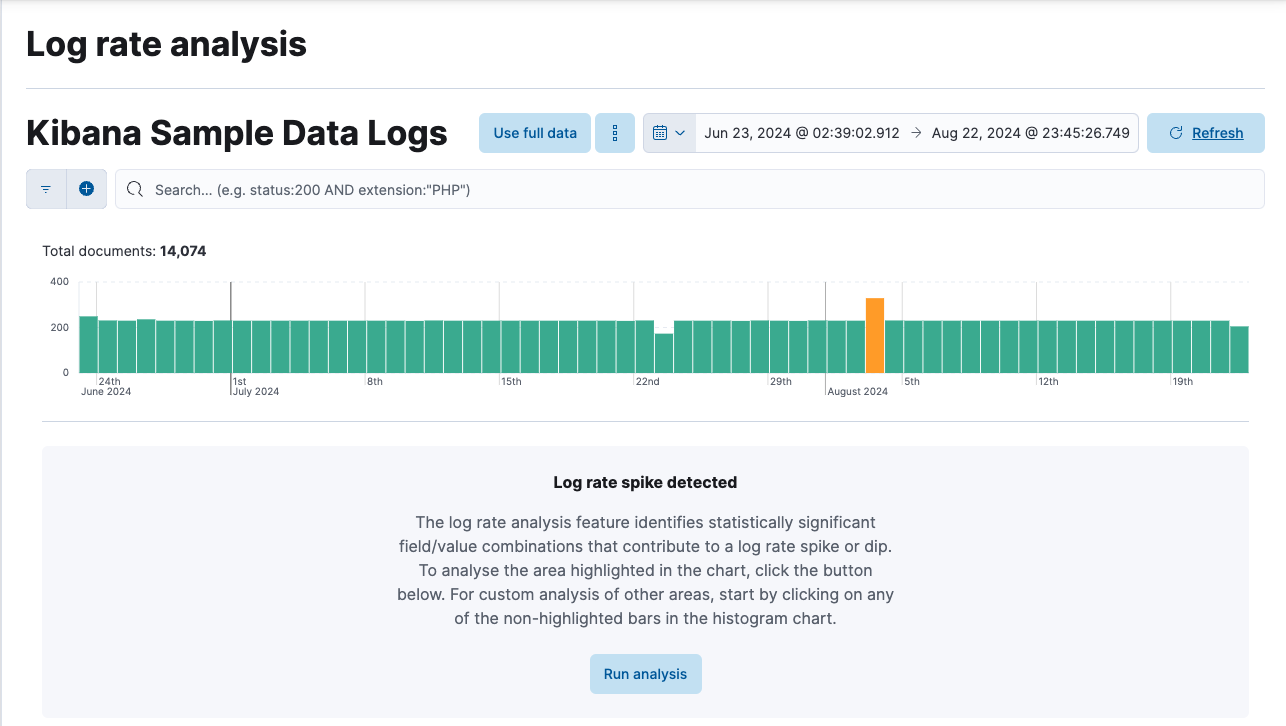 Log rate analysis
Kibana Sample Data Logs
Use full data
Jun 23, 2024 @ 02:39:02.912 → Aug 22, 2024 @ 23:45:26.749
Refresh
Search... (e.g. status:200 AND extension:"PHP")
Total documents: 14,074
400
200
0
24th 1st 8th 15th 22nd 29th 5th 12th 19th
June 2024 July 2024 August 2024
Log rate spike detected
The log rate analysis feature identifies statistically significant
field/value combinations that contribute to a log rate spike or dip.
To analyse the area highlighted in the chart, click the button
below. For custom analysis of other areas, start by clicking on any
of the non-highlighted bars in the histogram chart.
Run analysis